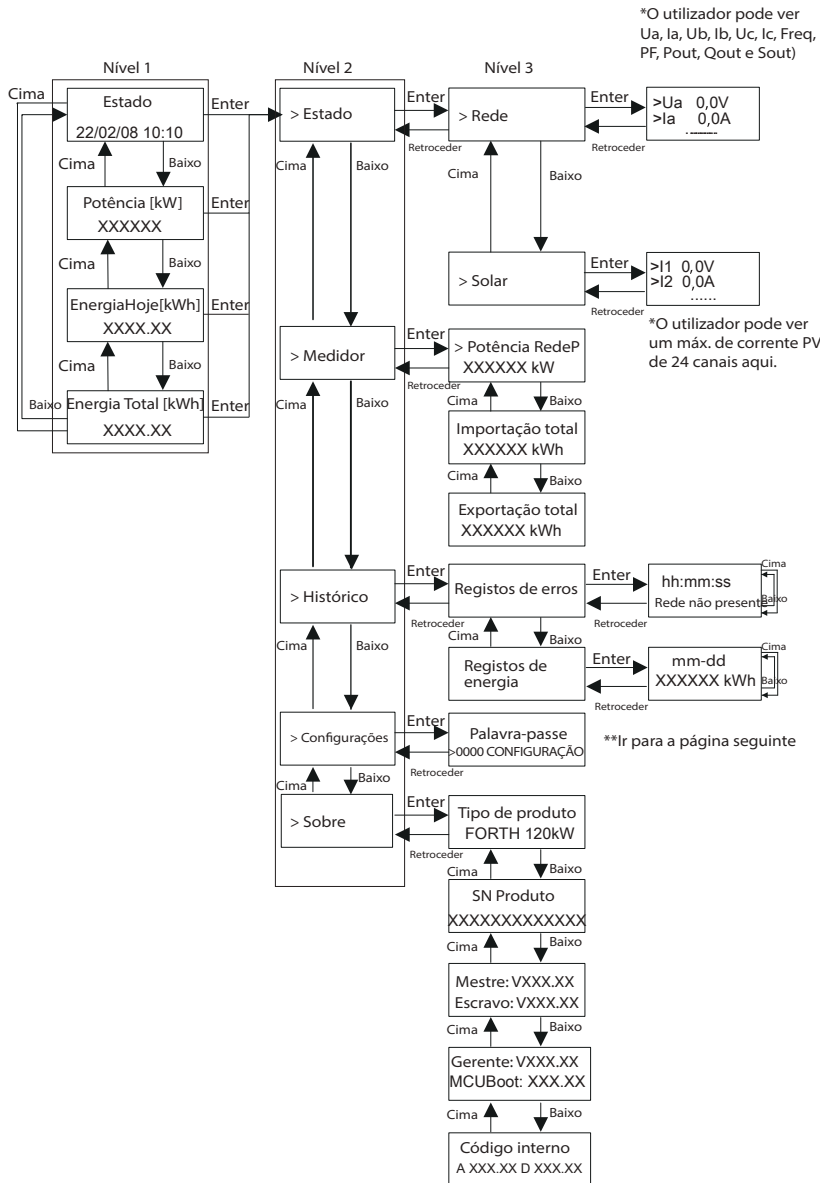 *O utilizador pode ver
Ua, Ia, Ub, Ib, Uc, Ic, Freq,
PF, Pout, Qout e Sout)
Nível 1
Nível 2
Nível 3
Cima
Estado
22/02/08 10:10
Enter
> Estado
Enter
Retroceder
> Rede
Enter
Retroceder
>Ua 0,0V
>Ia 0,0A
........
Cima
Baixo
Cima
Baixo
Cima
Baixo
Potência [kW]
XXXXXX
Enter
Cima
Baixo
> Solar
Enter
Retroceder
>I1 0,0V
>I2 0,0A
......
EnergiaHoje[kWh]
XXXX.XX
Enter
*O utilizador pode ver
um máx. de corrente PV
de 24 canais aqui.
Cima
Baixo
> Medidor
Enter
Retroceder
> Potência RedeP
XXXXXX kW
Baixo
Energia Total [kWh]
XXXX.XX
Enter
Cima
Baixo
Cima
Baixo
Importação total
XXXXXX kWh
Cima
Baixo
Exportação total
XXXXXX kWh
> Histórico
Enter
Retroceder
Registos de erros
Enter
Retroceder
hh:mm:ss
Rede não presente
Cima
Baixo
Cima
Baixo
Cima
Baixo
Registos de
energia
Enter
Retroceder
mm-dd
XXXXXX kWh
Cima
Baixo
> Configurações
Enter
Retroceder
Palavra-passe
>0000 CONFIGURAÇÃO
**Ir para a página seguinte
Cima
Baixo
> Sobre
Enter
Retroceder
Tipo de produto
FORTH 120kW
Cima
Baixo
SN Produto
XXXXXXXXXXXXX
Cima
Baixo
Mestre: VXXX.XX
Escravo: VXXX.XX
Cima
Baixo
Gerente: VXXX.XX
MCUBoot: XXX.XX
Cima
Baixo
Código interno
A XXX.XX D XXX.XX